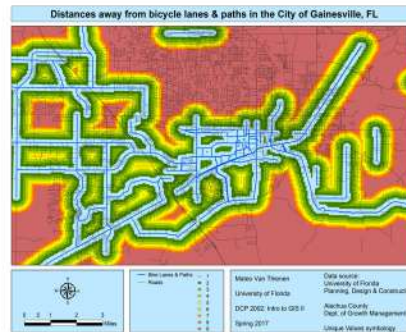 Distances away from bicycle lanes & paths in the City of Gainesville, FL
Bike Lanes & Paths
Roads
Miles
Mateo Van Thienen
University of Florida
DCP 2002: Intro to GIS II
Spring 2017
Data source:
University of Florida
Planning, Design & Construction
Alachua County
Dept. of Growth Management
Unique Values symbology